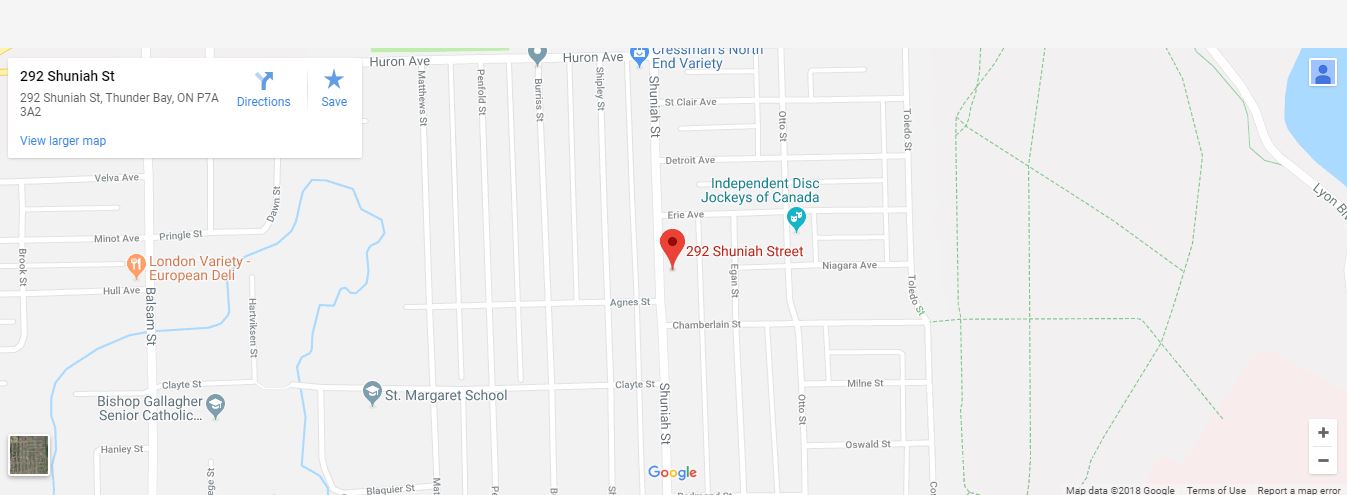 292 Shuniah St
292 Shuniah St, Thunder Bay, ON P7A
3A2
Directions
Save
View larger map
Huron Ave
Huron Ave
Cressman's North
End Variety
Matthews St
Penfold St
Burriss St
Shipley St
Shuniah St
St Clair Ave
Otto St
Toledo St
Detroit Ave
Lyon
Velva Ave
Dawn St
Independent Disc
Jockeys of Canada
Erie Ave
Minot Ave
Pringle St
Brook St
London Variety -
European Deli
292 Shuniah Street
Niagara Ave
Egan St
Hull Ave
Balsam St
Hartviksen St
Agnes St
Toledo St
Chamberlain St
Clayte St
Clayte St
Milne St
St. Margaret School
Bishop Gallagher
Senior Catholic...
Shuniah St
Otto St
Hanley St
Oswald St
Blaquier St
Google
Map data ©2018 Google
Terms of Use
Report a map error